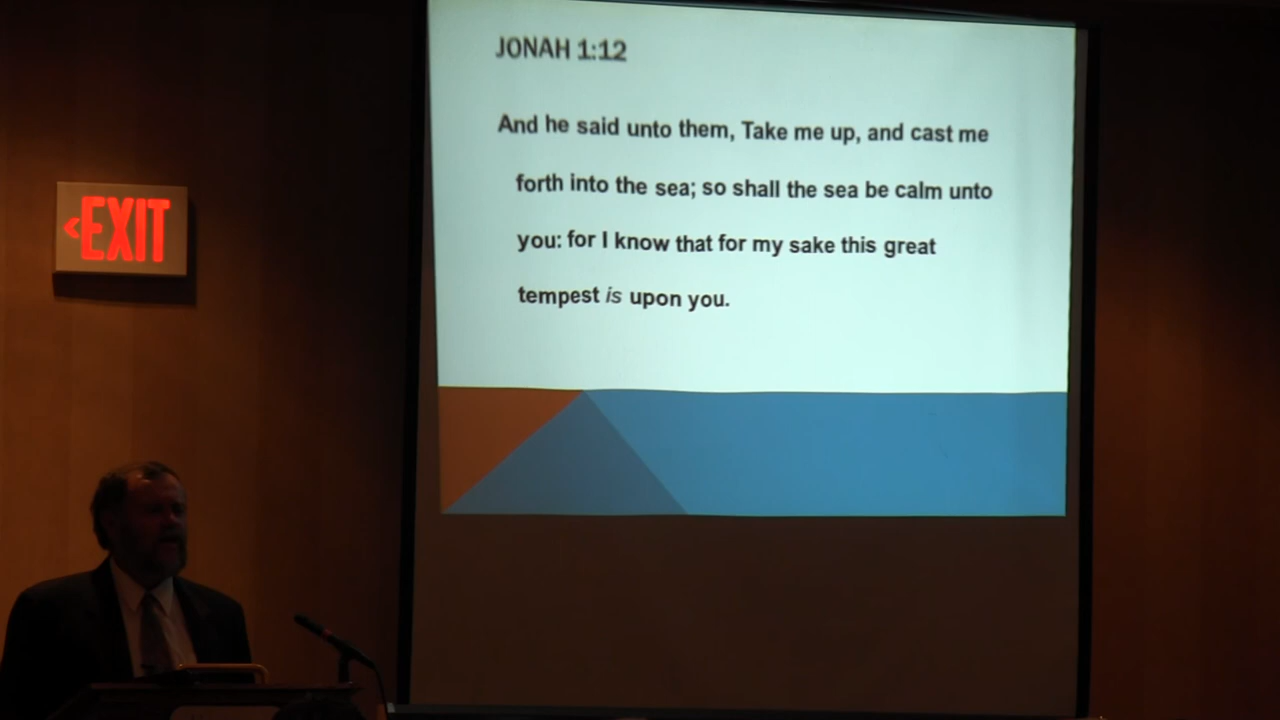 JONAH 1:12
And he said unto them, Take me up, and cast me
forth into the sea; so shall the sea be calm unto
you: for I know that for my sake this great
tempest is upon you.
<EXIT